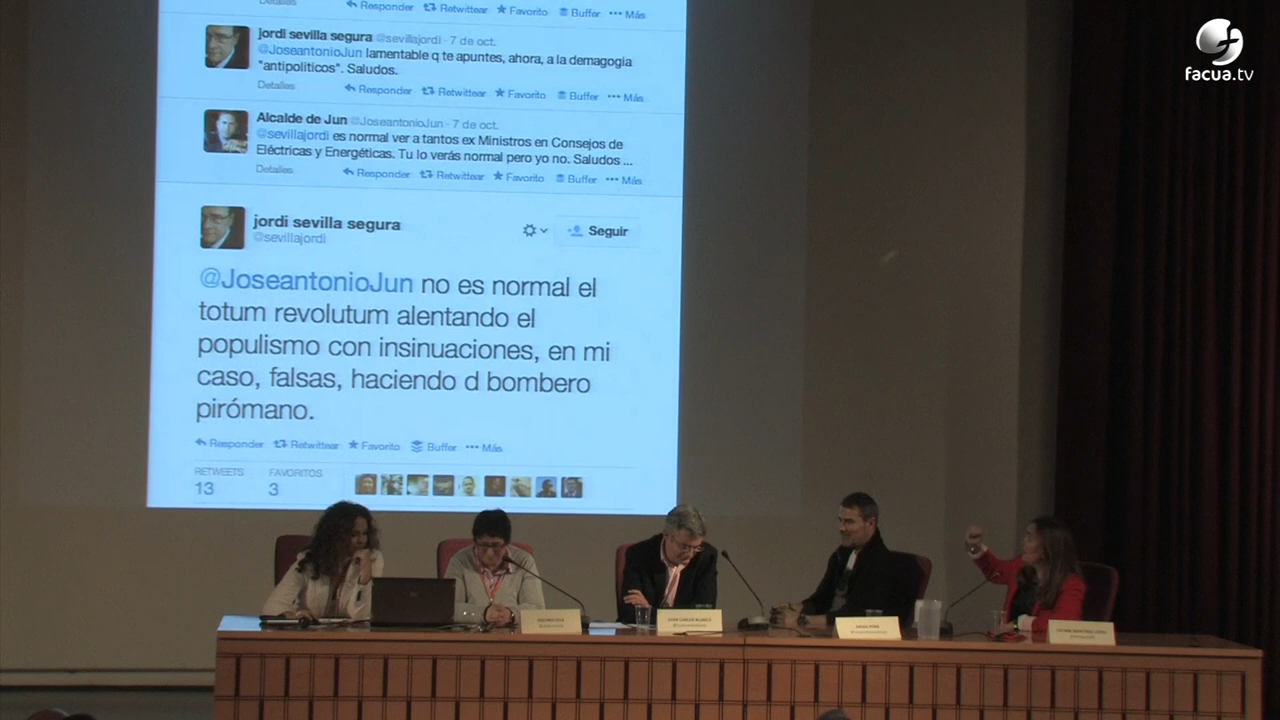 Detalles Responder Retwittear Favorito Buffer Más
jordi sevilla segura @sevillajordi · 7 de oct.
@JoseantonioJun lamentable q te apuntes, ahora, a la demagogia
"antipoliticos". Saludos.
Detalles Responder Retwittear Favorito Buffer Más
Alcalde de Jun @JoseantonioJun · 7 de oct.
@sevillajordi es normal ver a tantos ex Ministros en Consejos de
Eléctricas y Energéticas. Tu lo verás normal pero yo no. Saludos ...
Detalles Responder Retwittear Favorito Buffer Más
jordi sevilla segura
@sevillajordi
Seguir
@JoseantonioJun no es normal el
totum revolutum alentando el
populismo con insinuaciones, en mi
caso, falsas, haciendo d bombero
pirómano.
Responder Retwittear Favorito Buffer Más
RETWEETS FAVORITOS
13 3
facua.tv
JUAN CARLOS BLANCO